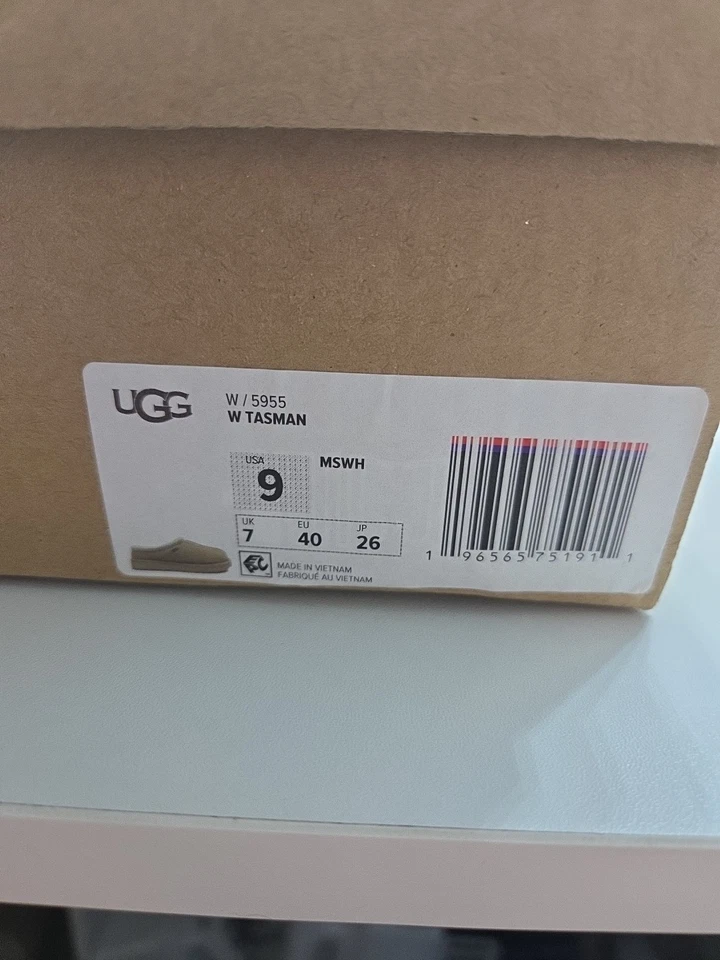 UGG
W / 5955
W TASMAN
USA
9
MSWH
UK EU JP
7 40 26
MADE IN VIETNAM
FABRIQUÉ AU VIETNAM
1 96565 75191 1